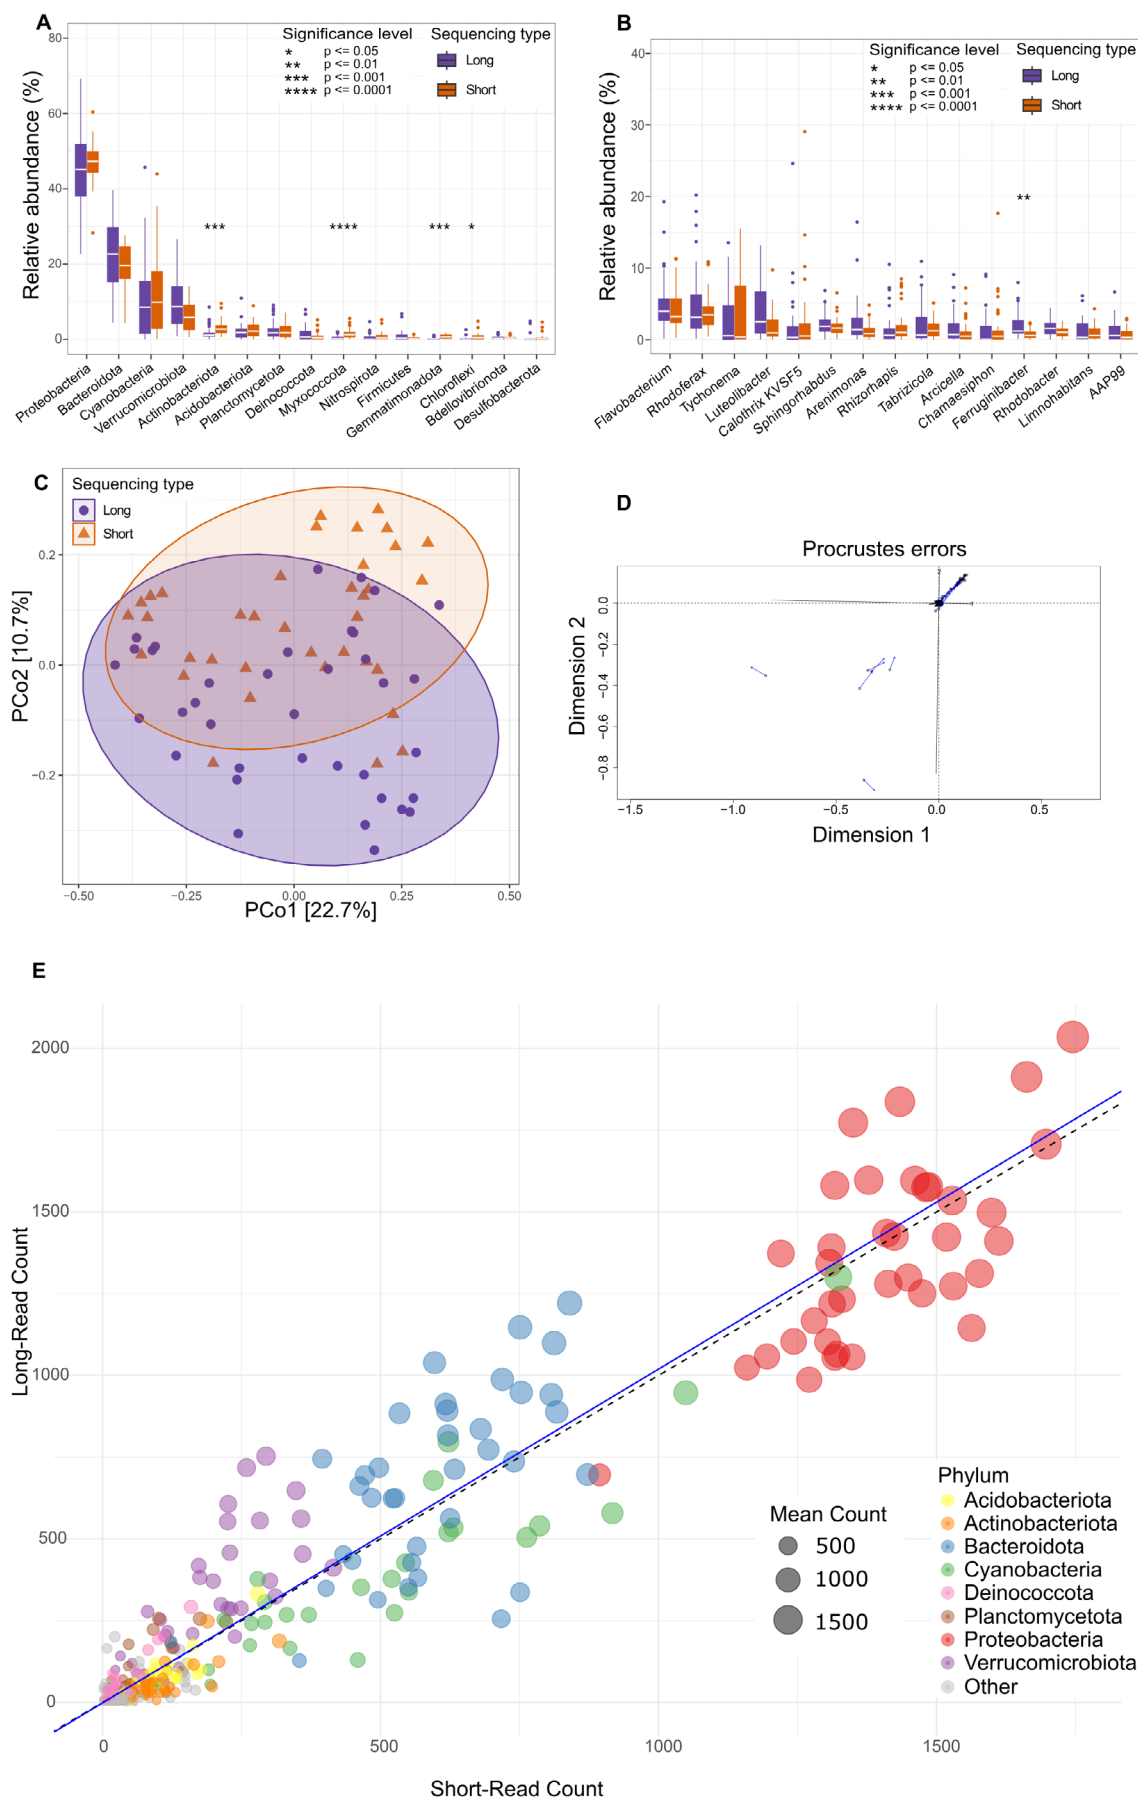 A
Significance level
* p <= 0.05
** p <= 0.01
*** p <= 0.001
**** p <= 0.0001
Sequencing type
Long
Short
Relative abundance (%)
80
60
40
20
0
***
****
***
*
Proteobacteria
Bacteroidota
Cyanobacteria
Verrucomicrobiota
Actinobacteriota
Acidobacteriota
Planctomycetota
Deinococcota
Myxococcota
Nitrospirota
Firmicutes
Gemmatimonadota
Chloroflexi
Bdellovibrionota
Desulfobacterota
B
Significance level
* p <= 0.05
** p <= 0.01
*** p <= 0.001
**** p <= 0.0001
Sequencing type
Long
Short
Relative abundance (%)
40
30
20
10
0
**
Flavobacterium
Rhodoferax
Tychonema
Luteolibacter
Calothrix KVSF5
Sphingorhabdus
Arenimonas
Rhizorhapis
Tabrizicola
Arcicella
Chamaesiphon
Ferruginibacter
Rhodobacter
Limnohabitans
AAP99
C
Sequencing type
Long
Short
PCo2 [10.7%]
0.2
0.0
−0.2
−0.50
−0.25
0.00
0.25
0.50
PCo1 [22.7%]
D
Procrustes errors
Dimension 2
0.0
−0.2
−0.4
−0.6
−0.8
2
−1.5
−1.0
−0.5
0.0
0.5
Dimension 1
E
Long-Read Count
2000
1500
1000
500
0
0
500
1000
1500
Short-Read Count
Mean Count
500
1000
1500
Phylum
Acidobacteriota
Actinobacteriota
Bacteroidota
Cyanobacteria
Deinococcota
Planctomycetota
Proteobacteria
Verrucomicrobiota
Other